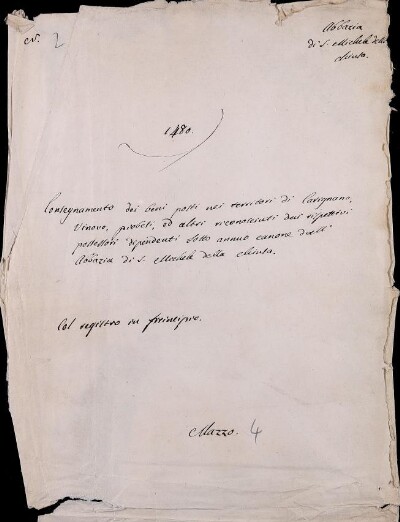 N. 2
Abbazia
di S. Michele della
Chiusa.
1480.
Consegnamento dei beni posti nei territori di Carignano,
Vinovo, ed altri riconosciuti dai rispettivi
possessori dipendenti sotto annuo canone dall'
Abbazia di S. Michele della Chiusa.
Col registro in principio.
Mazzo. 4